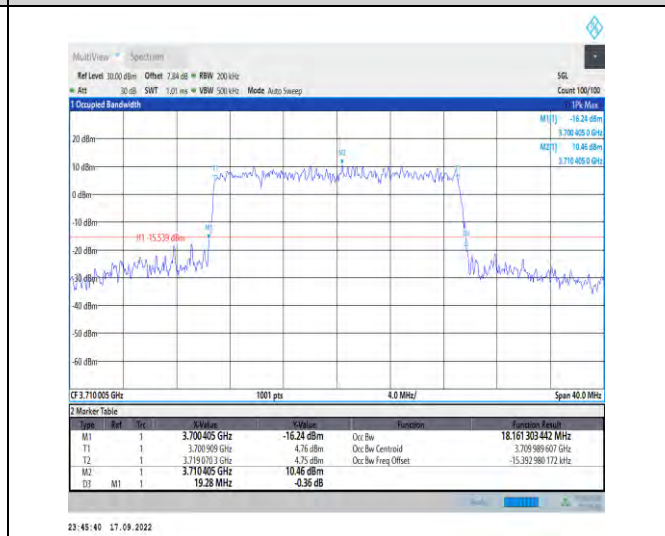 MultiView Spectrum
Ref Level 30.00 dBm Offset 7.84 dB RBW 200 kHz SGL
Att 30 dB SWT 1.01 ms VBW 500 kHz Mode Auto Sweep Count 100/100
1 Occupied Bandwidth 1Pk Max
M1[1] -16.24 dBm
3.700 405 0 GHz
M2[1] 10.46 dBm
3.710 405 0 GHz
20 dBm
M2
10 dBm
T1
0 dBm
-10 dBm
M1
H1 -15.539 dBm
D3
-20 dBm
-30 dBm
-40 dBm
-50 dBm
-60 dBm
CF 3.710 005 GHz 1001 pts 4.0 MHz/ Span 40.0 MHz
2 Marker Table
Type Ref Trc X-Value Y-Value Function Function Result
M1 1 3.700 405 GHz -16.24 dBm Occ Bw 18.161 303 442 MHz
T1 1 3.700 909 GHz 4.76 dBm Occ Bw Centroid 3.709 989 607 GHz
T2 1 3.719 070 3 GHz 4.75 dBm Occ Bw Freq Offset -15.392 980 172 kHz
M2 1 3.710 405 GHz 10.46 dBm
D3 M1 1 19.28 MHz -0.36 dB
23:45:40 17.09.2022